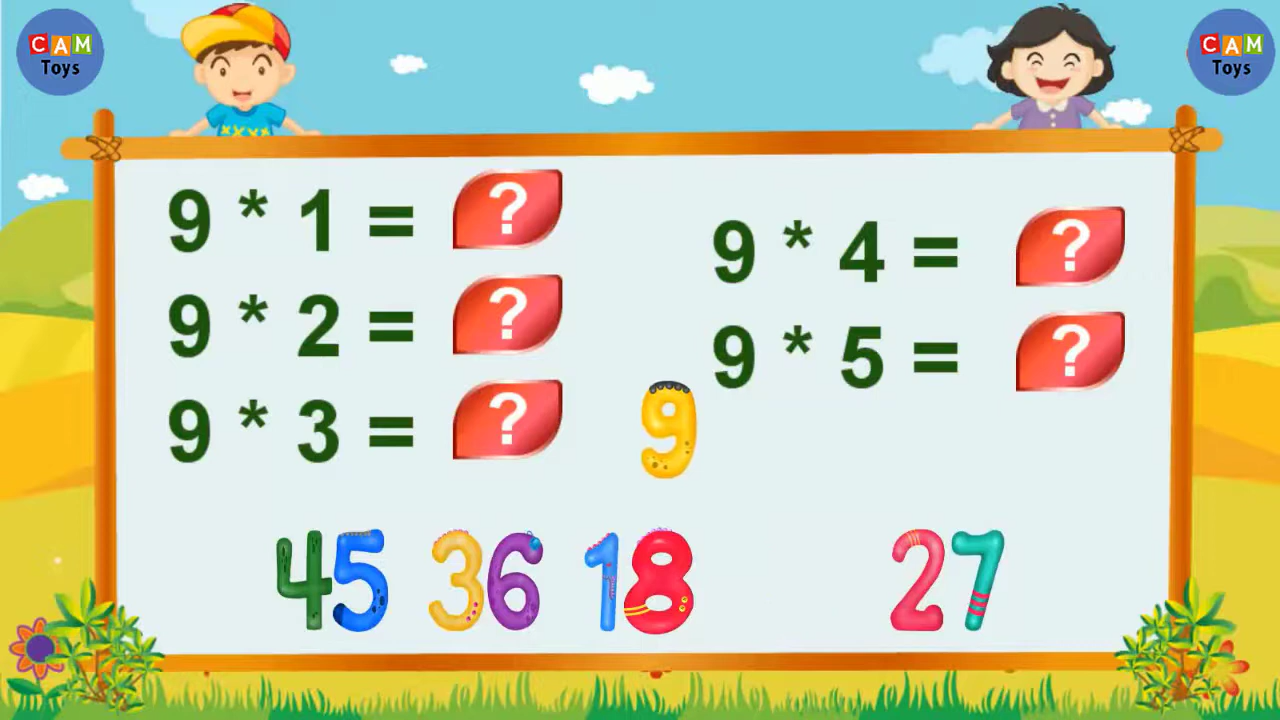 CAM
Toys
CAM
Toys
9 * 1 = ?
9 * 2 = ?
9 * 3 = ?
9 * 4 = ?
9 * 5 = ?
9
45 36 18 27